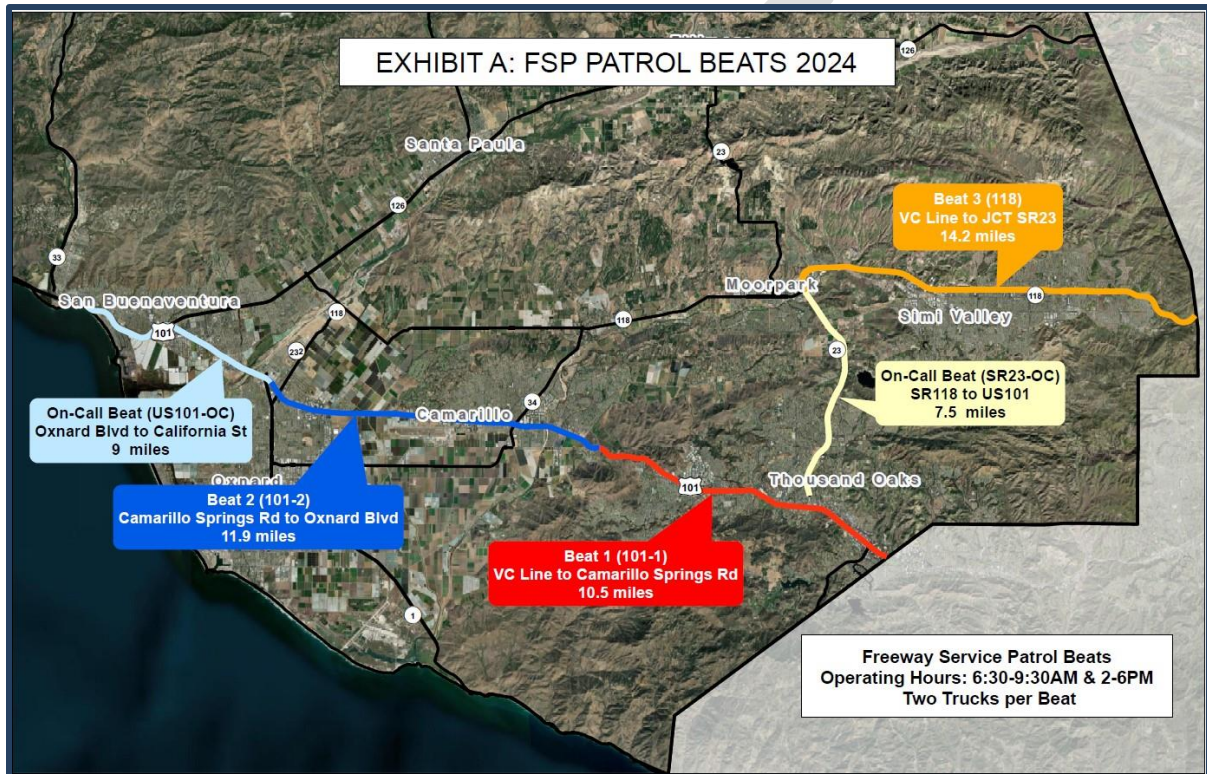 EXHIBIT A: FSP PATROL BEATS 2024
126
Santa Paula
23
126
Beat 3 (118)
VC Line to JCT SR23
14.2 miles
33
San Buenaventura
101
118
232
118
Moorpark
118
Simi Valley
23
On-Call Beat (SR23-OC)
SR118 to US101
7.5 miles
On-Call Beat (US101-OC)
Oxnard Blvd to California St
9 miles
Camarillo
34
Oxnard
Beat 2 (101-2)
Camarillo Springs Rd to Oxnard Blvd
11.9 miles
101
Thousand Oaks
Beat 1 (101-1)
VC Line to Camarillo Springs Rd
10.5 miles
1
Freeway Service Patrol Beats
Operating Hours: 6:30-9:30AM & 2-6PM
Two Trucks per Beat